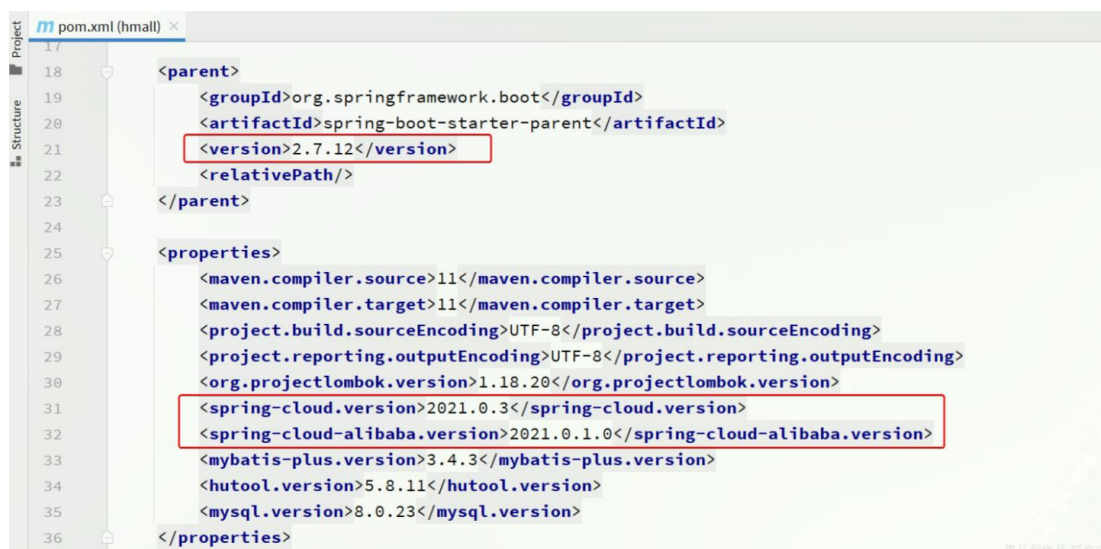 Project
Structure
pom.xml (hmall)
17
18 <parent>
19 <groupId>org.springframework.boot</groupId>
20 <artifactId>spring-boot-starter-parent</artifactId>
21 <version>2.7.12</version>
22 <relativePath/>
23 </parent>
24
25 <properties>
26 <maven.compiler.source>11</maven.compiler.source>
27 <maven.compiler.target>11</maven.compiler.target>
28 <project.build.sourceEncoding>UTF-8</project.build.sourceEncoding>
29 <project.reporting.outputEncoding>UTF-8</project.reporting.outputEncoding>
30 <org.projectlombok.version>1.18.20</org.projectlombok.version>
31 <spring-cloud.version>2021.0.3</spring-cloud.version>
32 <spring-cloud-alibaba.version>2021.0.1.0</spring-cloud-alibaba.version>
33 <mybatis-plus.version>3.4.3</mybatis-plus.version>
34 <hutool.version>5.8.11</hutool.version>
35 <mysql.version>8.0.23</mysql.version>
36 </properties>